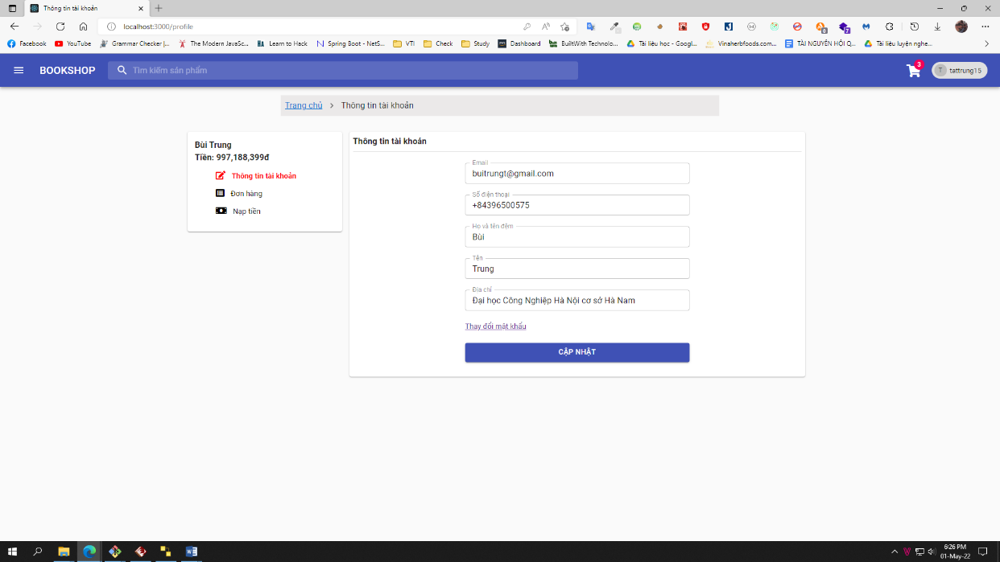 Thông tin tài khoản
localhost:3000/profile
Facebook YouTube Grammar Checker |... The Modern JavaSc... Learn to Hack Spring Boot - NetS... VTI Check Study Dashboard BuiltWith Technolo... Tài liệu học - Googl... Vinaherbfoods.com... TÀI NGUYÊN HỘI Q... Tài liệu luyện nghe...
BOOKSHOP Tìm kiếm sản phẩm 3 T tattrung15
Trang chủ > Thông tin tài khoản
Bùi Trung
Tiền: 997,188,399đ
Thông tin tài khoản
Đơn hàng
Nạp tiền
Thông tin tài khoản
Email
buitrungt@gmail.com
Số điện thoại
+84396500575
Họ và tên đệm
Bùi
Tên
Trung
Địa chỉ
Đại học Công Nghiệp Hà Nội cơ sở Hà Nam
Thay đổi mật khẩu
CẬP NHẬT
6:26 PM
01-May-22